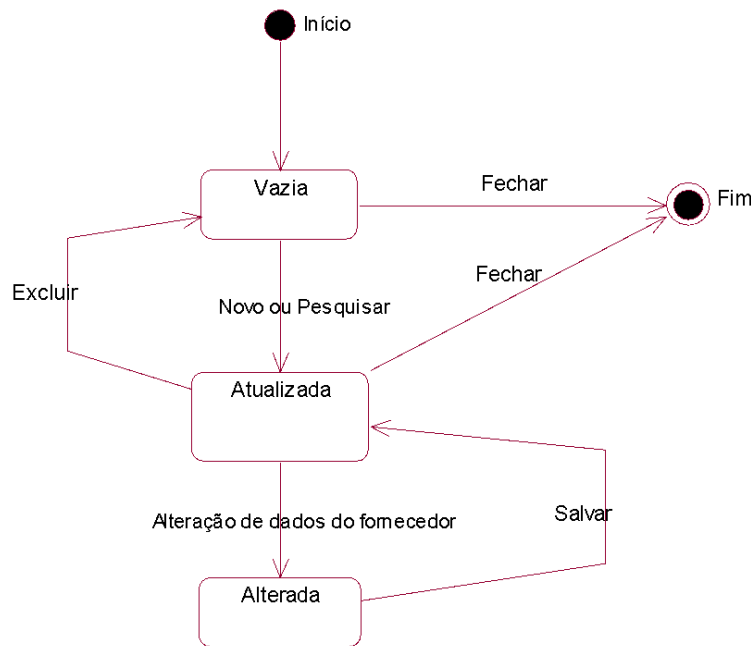 Início
Vazia
Fechar
Fim
Fechar
Excluir
Novo ou Pesquisar
Atualizada
Alteração de dados do fornecedor
Salvar
Alterada